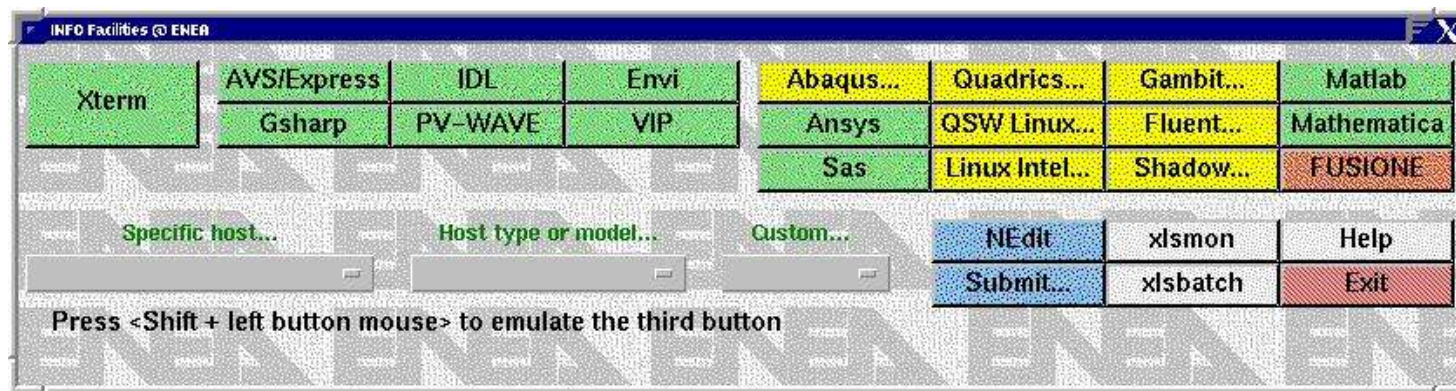 INFO Facilities @ ENEA
Xterm AVS/Express IDL Envi Abaqus... Quadrics... Gambit... Matlab
Gsharp PV-WAVE VIP Ansys QSW Linux... Fluent... Mathematica
Sas Linux Intel... Shadow... FUSIONE
Specific host... Host type or model... Custom... NEdit xlsmon Help
Submit... xlsbatch Exit
Press <Shift + left button mouse> to emulate the third button